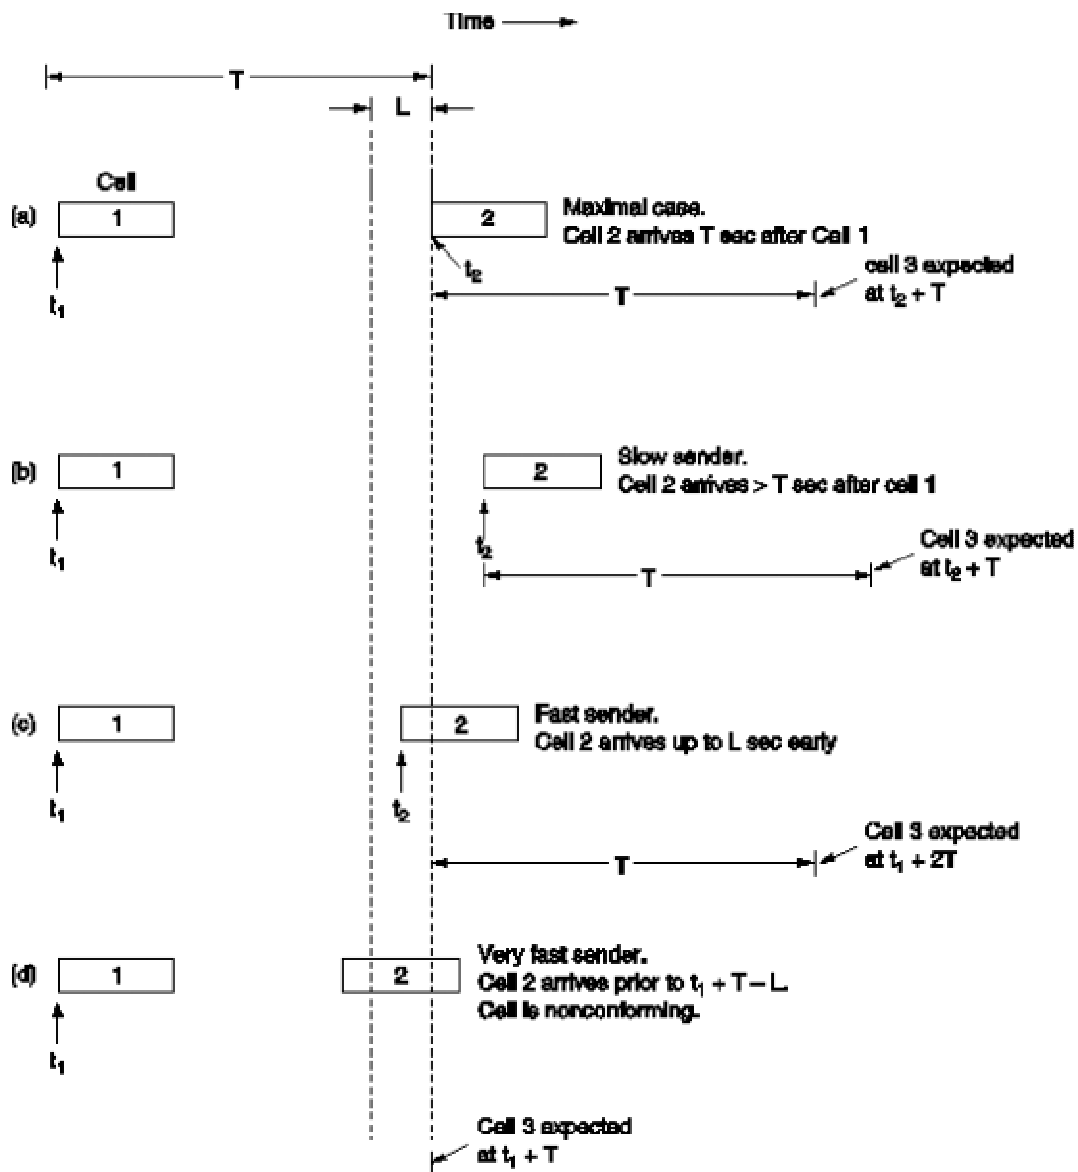 Time
T
L
Cell
(a)
1
2
Maximal case.
Cell 2 arrives T sec after Cell 1
t1
t2
T
cell 3 expected
at t2 + T
(b)
1
2
Slow sender.
Cell 2 arrives > T sec after cell 1
t1
t2
T
Cell 3 expected
at t2 + T
(c)
1
2
Fast sender.
Cell 2 arrives up to L sec early
t1
t2
T
Cell 3 expected
at t1 + 2T
(d)
1
2
Very fast sender.
Cell 2 arrives prior to t1 + T – L.
Cell is nonconforming.
t1
Cell 3 expected
at t1 + T